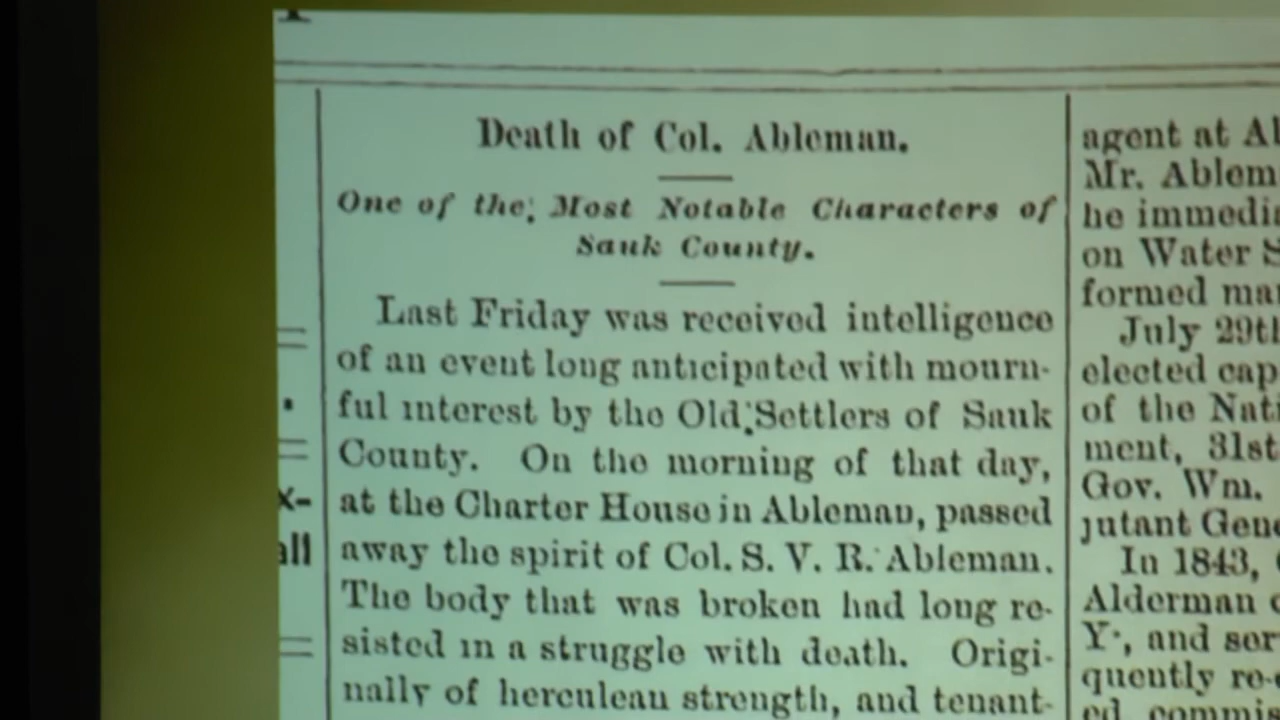 Death of Col. Ableman.
One of the Most Notable Characters of
Sauk County.
Last Friday was received intelligence
of an event long anticipated with mourn-
ful interest by the Old Settlers of Sauk
County. On the morning of that day,
at the Charter House in Ableman, passed
away the spirit of Col. S. V. R. Ableman.
The body that was broken had long re-
sisted in a struggle with death. Origi-
nally of herculean strength, and tenant-
agent at
Mr. Ablem
he immedi
on Water S
formed ma
July 29th
elected cap
of the Nati
ment, 31st
Gov. Wm.
jutant Gene
In 1843,
Alderman
Y., and ser
quently re-
ed commis
x-
all